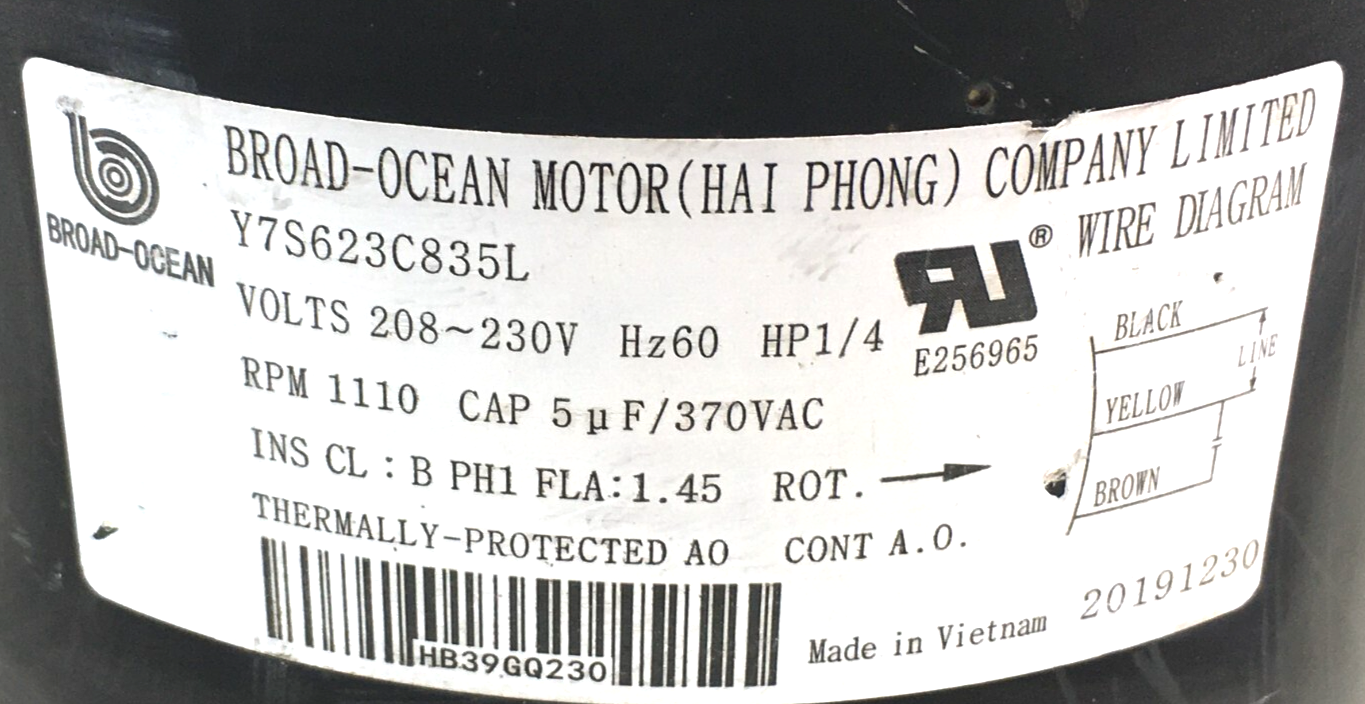 BROAD-OCEAN
BROAD-OCEAN MOTOR(HAI PHONG) COMPANY LIMITED
Y7S623C835L
VOLTS 208~230V Hz60 HP1/4
RPM 1110 CAP 5μF/370VAC
INS CL : B PH1 FLA:1.45 ROT.
THERMALLY-PROTECTED AO CONT A.O.
HB39GQ230
®
E256965
WIRE DIAGRAM
BLACK
LINE
YELLOW
BROWN
Made in Vietnam 20191230